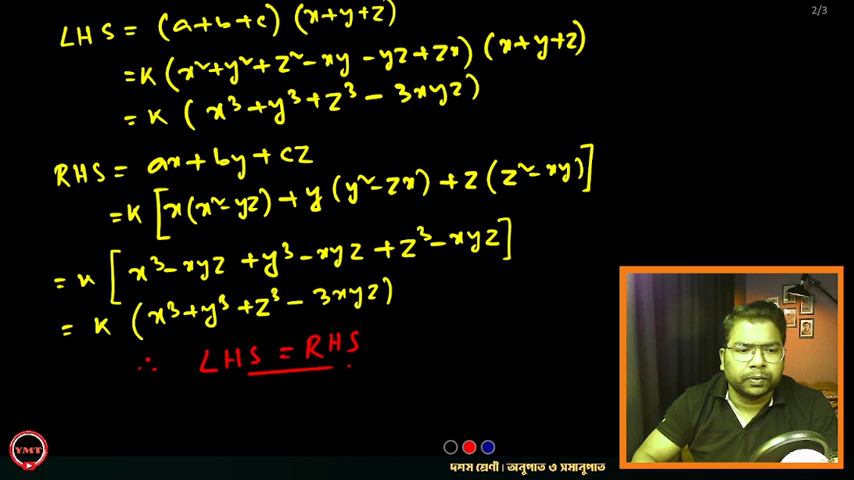 2/3
LHS = (a+b+c) (x+y+z)
= K (x²+y²+z²-xy-yz+zx) (x+y+z)
= K ( x³+y³+z³ - 3xyz)
RHS = ax+by+cz
= K [x(x²-yz) + y (y²-zx) + z (z²-xy)]
= K [x³-xyz +y³-xyz +z³-xyz]
= K (x³+y³+z³ - 3xyz)
∴ LHS = RHS.
YMT
দশম শ্রেণী। অনুপাত ও সমানুপাত